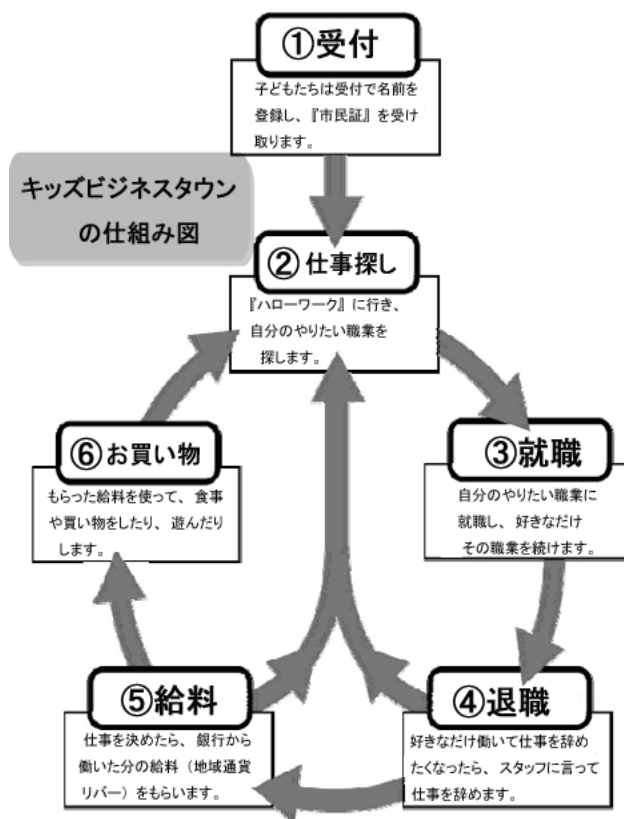 ①受付
子どもたちは受付で名前を
登録し、『市民証』を受け
取ります。
キッズビジネスタウン
の仕組み図
②仕事探し
『ハローワーク』に行き、
自分のやりたい職業を
探します。
③就職
自分のやりたい職業に
就職し、好きなだけ
その職業を続けます。
④退職
好きなだけ働いて仕事を辞め
たくなったら、スタッフに言って
仕事を辞めます。
⑤給料
仕事を決めたら、銀行から
働いた分の給料（地域通貨
リバー）をもらいます。
⑥お買い物
もらった給料を使って、食事
や買い物をしたり、遊んだり
します。